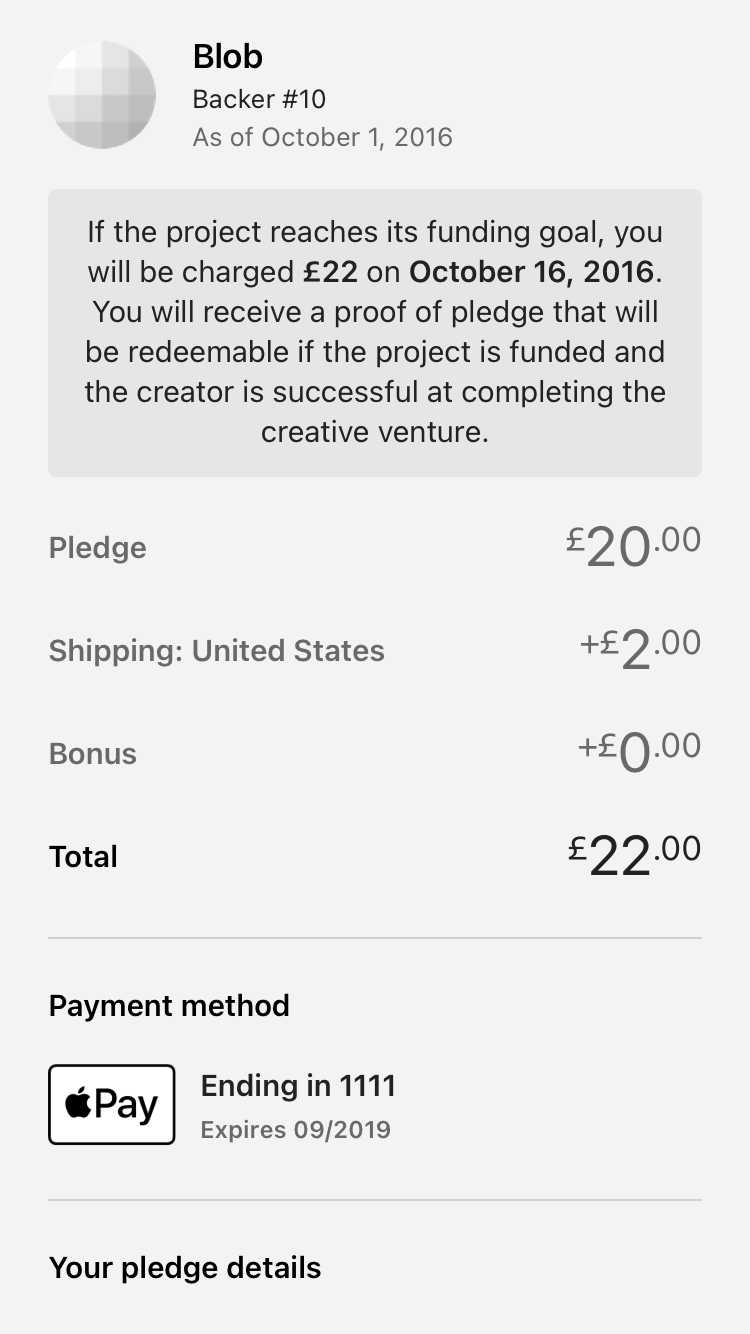 Blob
Backer #10
As of October 1, 2016
If the project reaches its funding goal, you
will be charged £22 on October 16, 2016.
You will receive a proof of pledge that will
be redeemable if the project is funded and
the creator is successful at completing the
creative venture.
Pledge £20.00
Shipping: United States +£2.00
Bonus +£0.00
Total £22.00
Payment method
Pay
Ending in 1111
Expires 09/2019
Your pledge details